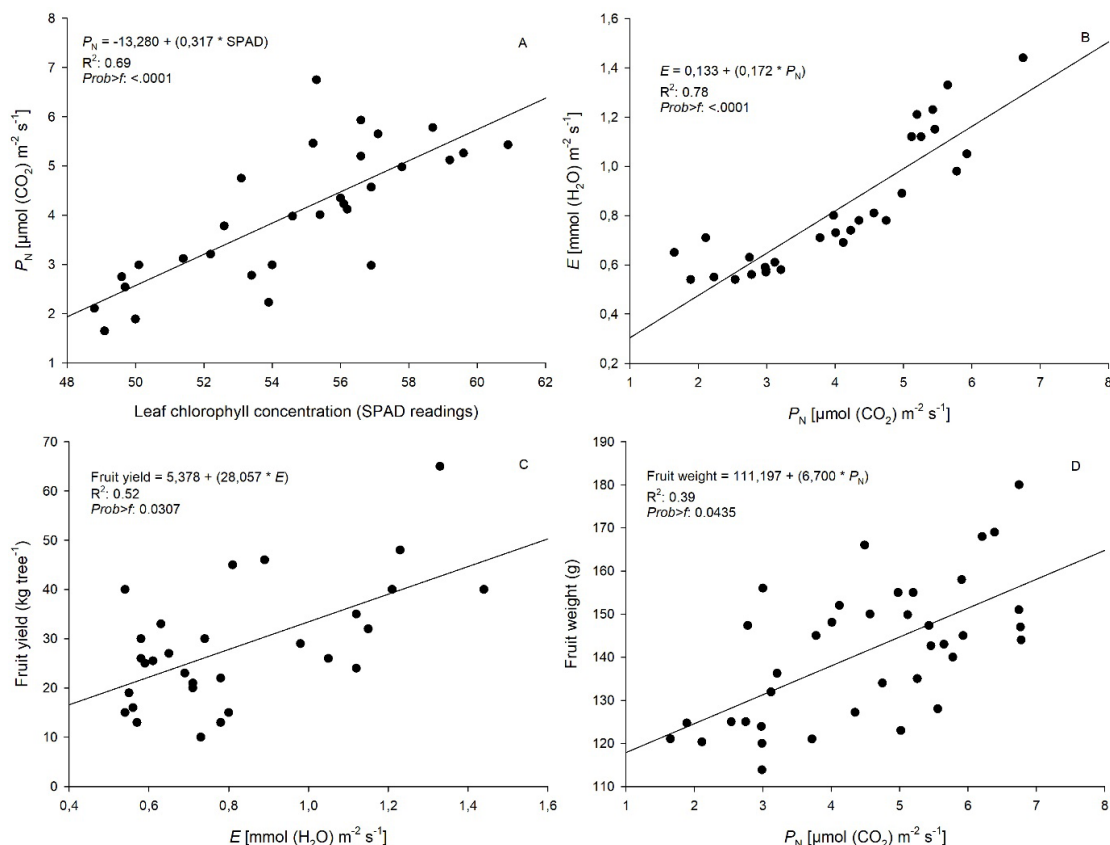 P_N = -13,280 + (0,317 * SPAD)
R²: 0.69
Prob>f: <.0001
A
8
7
6
5
4
3
2
1
P_N [µmol (CO₂) m⁻² s⁻¹]
48 50 52 54 56 58 60 62
Leaf chlorophyll concentration (SPAD readings)
B
E = 0,133 + (0,172 * P_N)
R²: 0.78
Prob>f: <.0001
1,6
1,4
1,2
1,0
0,8
0,6
0,4
0,2
E [mmol (H₂O) m⁻² s⁻¹]
1 2 3 4 5 6 7 8
P_N [µmol (CO₂) m⁻² s⁻¹]
C
Fruit yield = 5,378 + (28,057 * E)
R²: 0.52
Prob>f: 0.0307
70
60
50
40
30
20
10
0
Fruit yield (kg tree⁻¹)
0,4 0,6 0,8 1,0 1,2 1,4 1,6
E [mmol (H₂O) m⁻² s⁻¹]
D
Fruit weight = 111,197 + (6,700 * P_N)
R²: 0.39
Prob>f: 0.0435
190
180
170
160
150
140
130
120
110
Fruit weight (g)
1 2 3 4 5 6 7 8
P_N [µmol (CO₂) m⁻² s⁻¹]